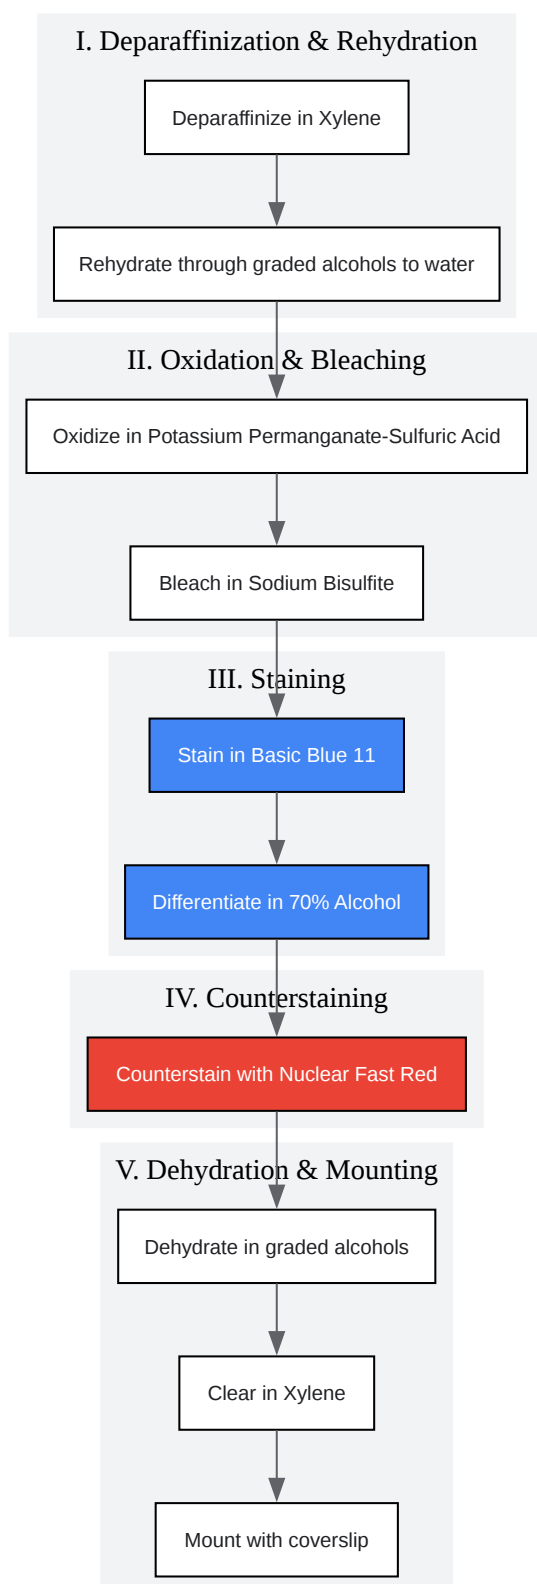 I. Deparaffinization & Rehydration
Deparaffinize in Xylene
Rehydrate through graded alcohols to water
II. Oxidation & Bleaching
Oxidize in Potassium Permanganate-Sulfuric Acid
Bleach in Sodium Bisulfite
III. Staining
Stain in Basic Blue 11
Differentiate in 70% Alcohol
IV. Counterstaining
Counterstain with Nuclear Fast Red
V. Dehydration & Mounting
Dehydrate in graded alcohols
Clear in Xylene
Mount with coverslip